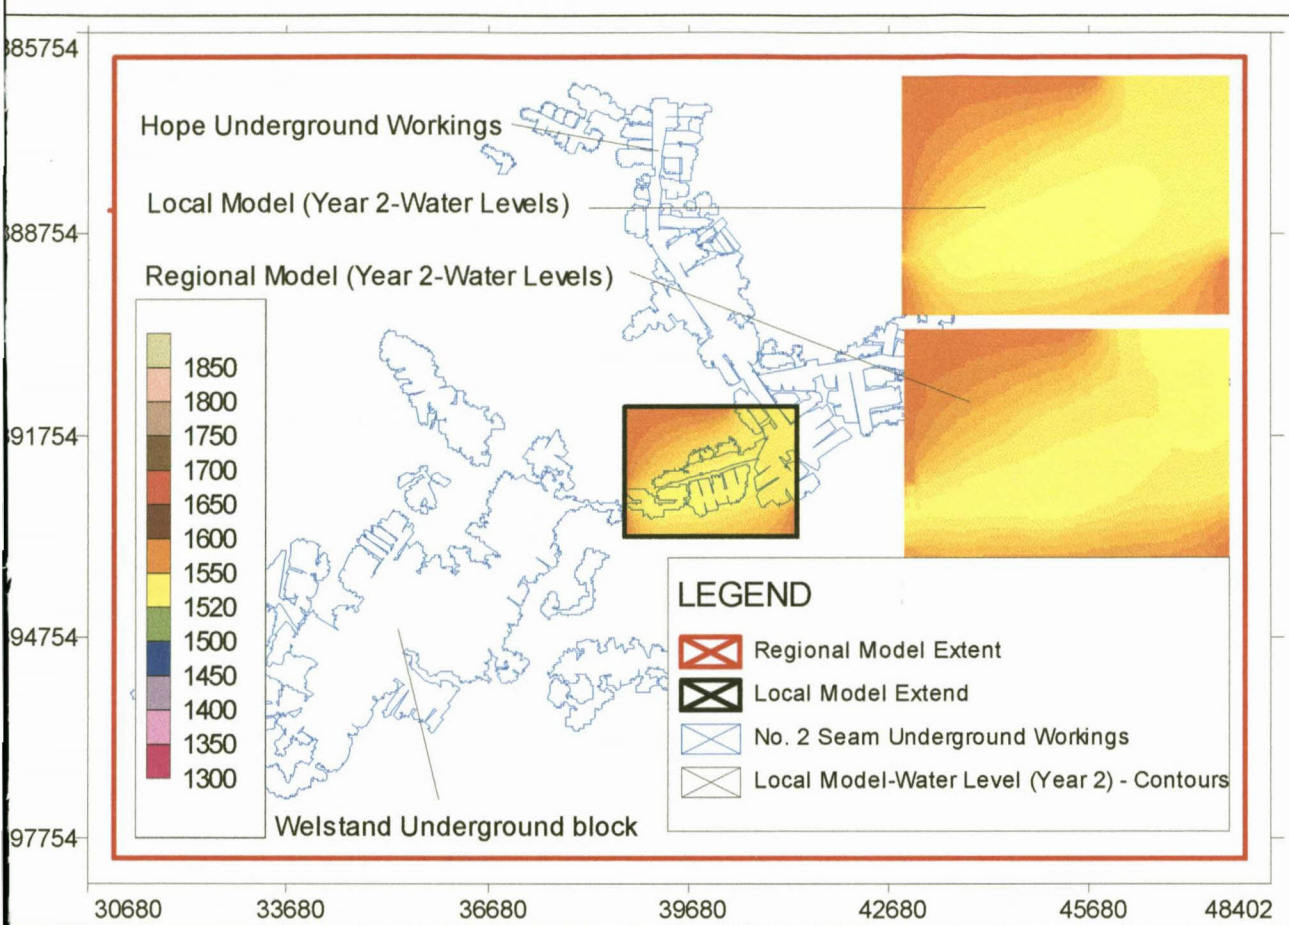 385754
Hope Underground Workings
Local Model (Year 2-Water Levels)
388754
Regional Model (Year 2-Water Levels)
1850
1800
1750
1700
1650
1600
1550
1520
1500
1450
1400
1350
1300
391754
94754
97754
Welstand Underground block
LEGEND
Regional Model Extent
Local Model Extend
No. 2 Seam Underground Workings
Local Model-Water Level (Year 2) - Contours
30680 33680 36680 39680 42680 45680 48402